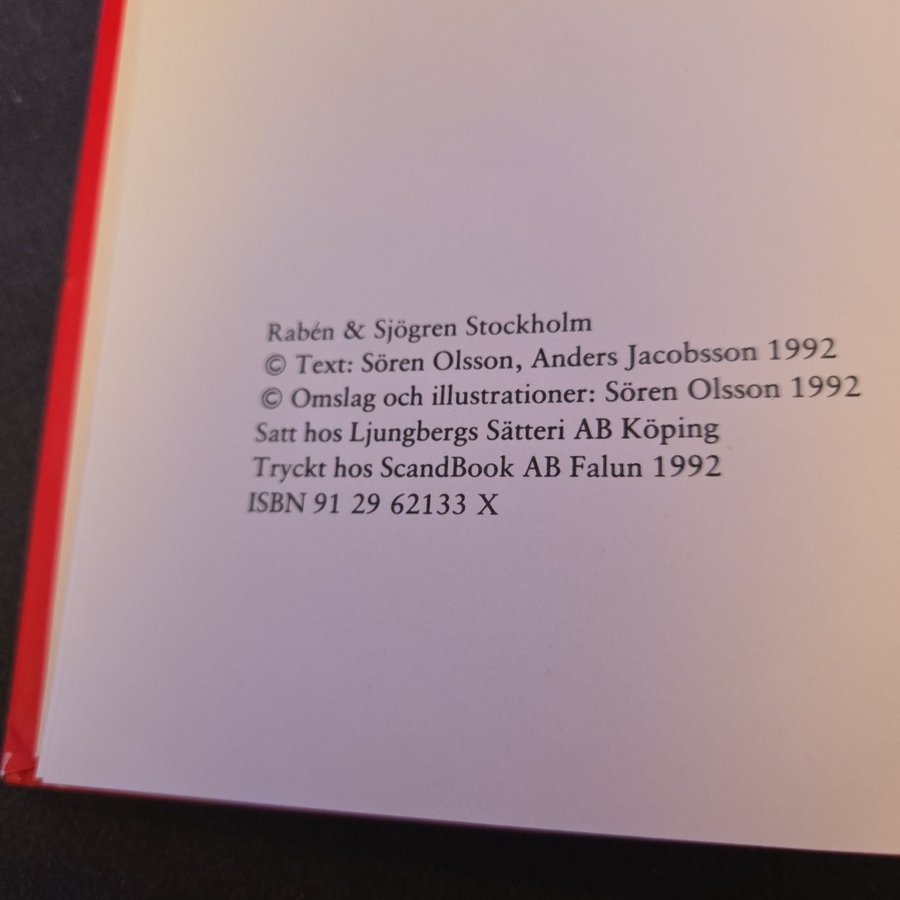 Rabén & Sjögren Stockholm
© Text: Sören Olsson, Anders Jacobsson 1992
© Omslag och illustrationer: Sören Olsson 1992
Satt hos Ljungbergs Sätteri AB Köping
Tryckt hos ScandBook AB Falun 1992
ISBN 91 29 62133 X